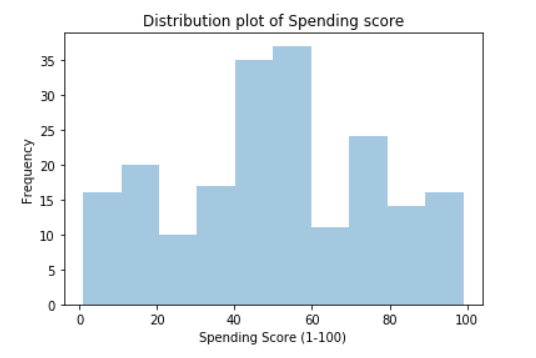 Distribution plot of Spending score
35
30
25
20
15
10
5
0
Frequency
0 20 40 60 80 100
Spending Score (1-100)